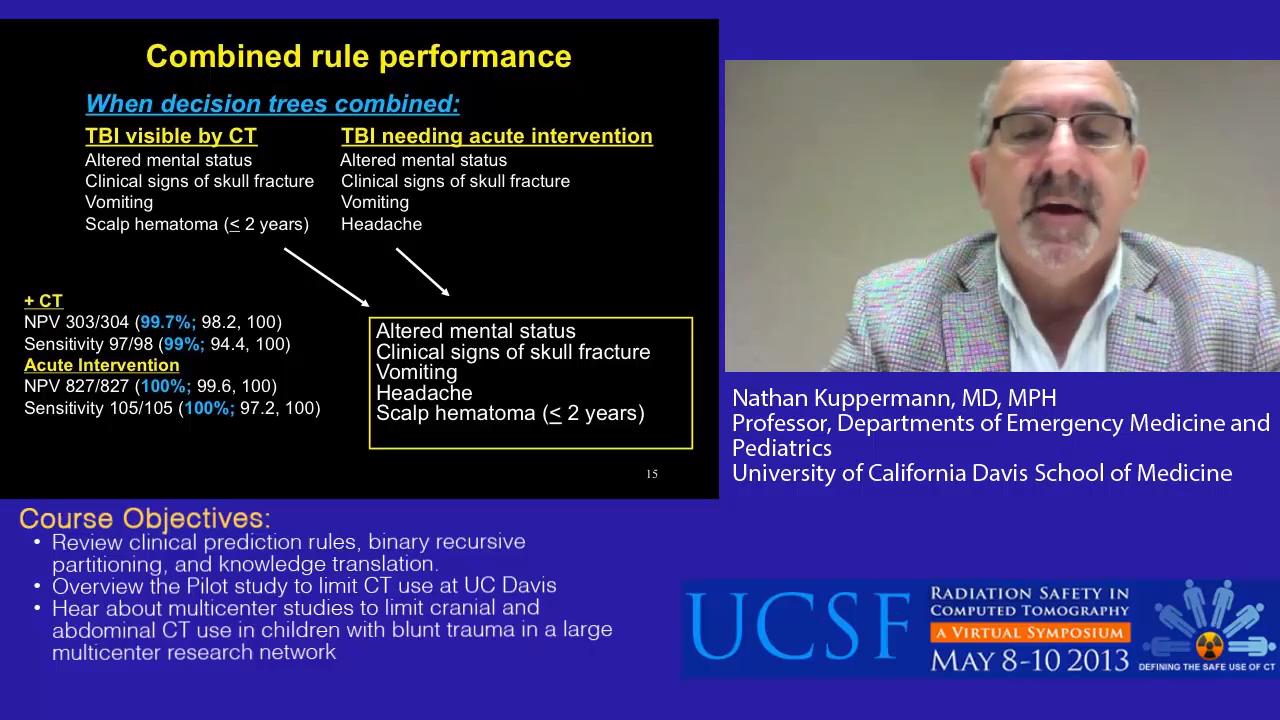 Combined rule performance
When decision trees combined:
TBI visible by CT
Altered mental status
Clinical signs of skull fracture
Vomiting
Scalp hematoma (≤ 2 years)
TBI needing acute intervention
Altered mental status
Clinical signs of skull fracture
Vomiting
Headache
+ CT
NPV 303/304 (99.7%; 98.2, 100)
Sensitivity 97/98 (99%; 94.4, 100)
Acute Intervention
NPV 827/827 (100%; 99.6, 100)
Sensitivity 105/105 (100%; 97.2, 100)
Altered mental status
Clinical signs of skull fracture
Vomiting
Headache
Scalp hematoma (≤ 2 years)
15
Nathan Kuppermann, MD, MPH
Professor, Departments of Emergency Medicine and
Pediatrics
University of California Davis School of Medicine
Course Objectives:
• Review clinical prediction rules, binary recursive
partitioning, and knowledge translation.
• Overview the Pilot study to limit CT use at UC Davis
• Hear about multicenter studies to limit cranial and
abdominal CT use in children with blunt trauma in a large
multicenter research network
UCSF
RADIATION SAFETY IN
COMPUTED TOMOGRAPHY
A VIRTUAL SYMPOSIUM
MAY 8-10 2013
DEFINING THE SAFE USE OF CT